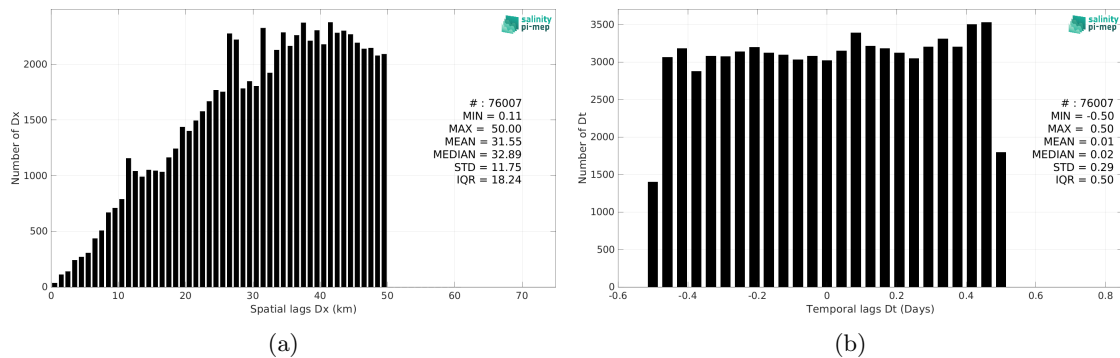 salinity
pi-mep
Number of Dx
2000
1500
1000
500
0
# : 76007
MIN = 0.11
MAX = 50.00
MEAN = 31.55
MEDIAN = 32.89
STD = 11.75
IQR = 18.24
0 10 20 30 40 50 60 70
Spatial lags Dx (km)
(a)
salinity
pi-mep
Number of Dt
3500
3000
2500
2000
1500
1000
500
0
# : 76007
MIN = -0.50
MAX = 0.50
MEAN = 0.01
MEDIAN = 0.02
STD = 0.29
IQR = 0.50
-0.6 -0.4 -0.2 0 0.2 0.4 0.6 0.8
Temporal lags Dt (Days)
(b)